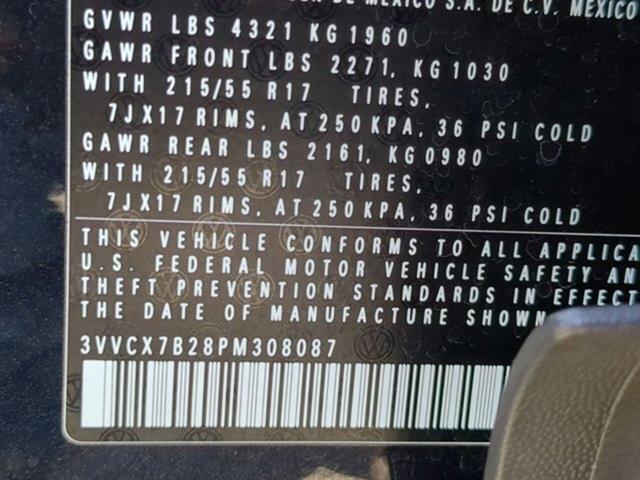 DE MEXICO S.A. DE C.V. MEXICO
GVWR LBS 4321 KG 1960
GAWR FRONT LBS 2271, KG 1030
WITH 215/55 R17 TIRES,
7JX17 RIMS, AT 250 KPA, 36 PSI COLD
GAWR REAR LBS 2161, KG 0980
WITH 215/55 R17 TIRES,
7JX17 RIMS, AT 250 KPA, 36 PSI COLD
THIS VEHICLE CONFORMS TO ALL APPLICA
U.S. FEDERAL MOTOR VEHICLE SAFETY AN
THEFT PREVENTION STANDARDS IN EFFECT
THE DATE OF MANUFACTURE SHOWN
3VVCX7B28PM308087